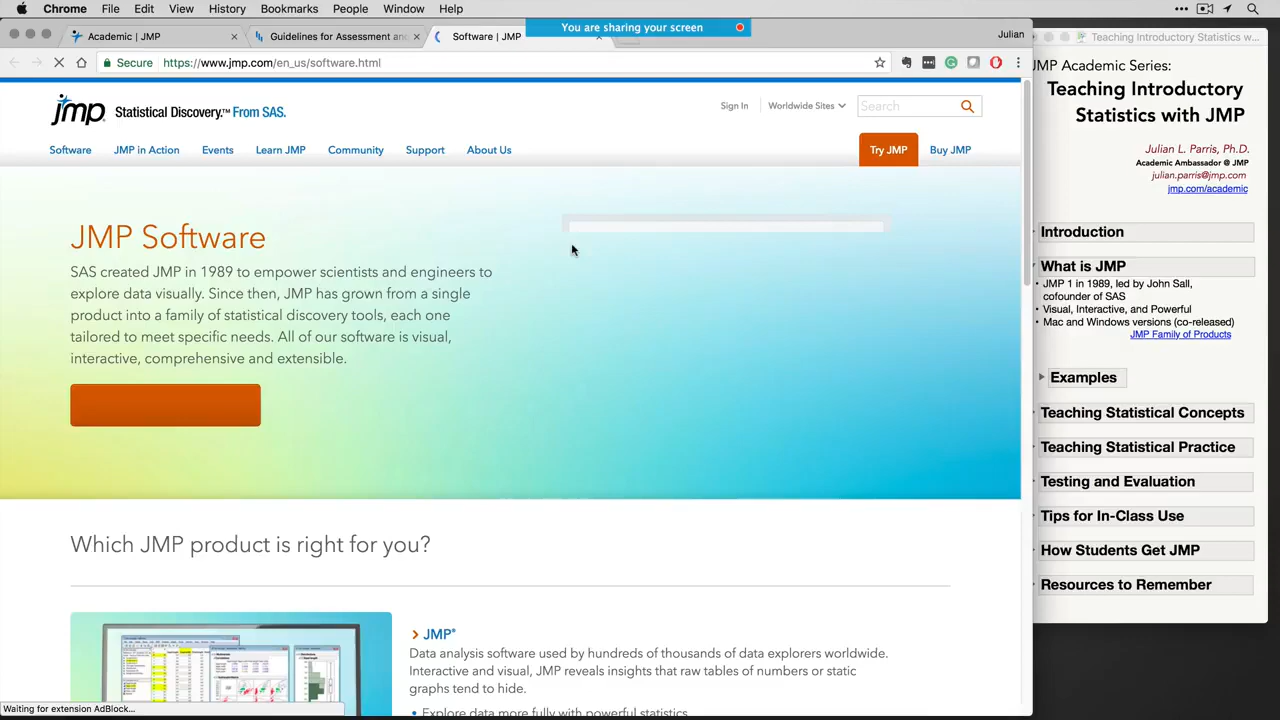 Chrome File Edit View History Bookmarks People Window Help
You are sharing your screen
Academic | JMP
Guidelines for Assessment and
Software | JMP
Julian
Secure https://www.jmp.com/en_us/software.html
jmp Statistical Discovery.™ From SAS.
Sign In
Worldwide Sites
Search
Software JMP in Action Events Learn JMP Community Support About Us
Try JMP Buy JMP
JMP Software
SAS created JMP in 1989 to empower scientists and engineers to
explore data visually. Since then, JMP has grown from a single
product into a family of statistical discovery tools, each one
tailored to meet specific needs. All of our software is visual,
interactive, comprehensive and extensible.
Which JMP product is right for you?
JMP®
Data analysis software used by hundreds of thousands of data explorers worldwide.
Interactive and visual, JMP reveals insights that raw tables of numbers or static
graphs tend to hide.
• Explore data more fully with powerful statistics.
Waiting for extension AdBlock...
Teaching Introductory Statistics w...
JMP Academic Series:
Teaching Introductory
Statistics with JMP
Julian L. Parris, Ph.D.
Academic Ambassador @ JMP
julian.parris@jmp.com
jmp.com/academic
Introduction
What is JMP
• JMP 1 in 1989, led by John Sall,
cofounder of SAS
• Visual, Interactive, and Powerful
• Mac and Windows versions (co-released)
JMP Family of Products
Examples
Teaching Statistical Concepts
Teaching Statistical Practice
Testing and Evaluation
Tips for In-Class Use
How Students Get JMP
Resources to Remember